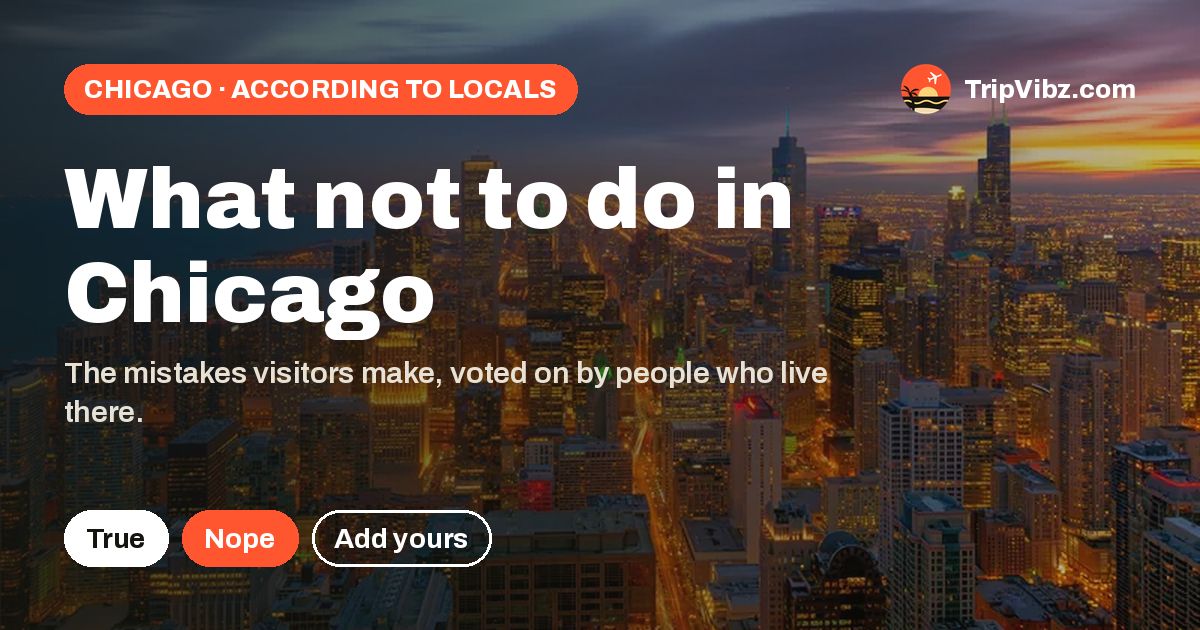 CHICAGO · ACCORDING TO LOCALS
TripVibz.com
What not to do in
Chicago
The mistakes visitors make, voted on by people who live
there.
True
Nope
Add yours